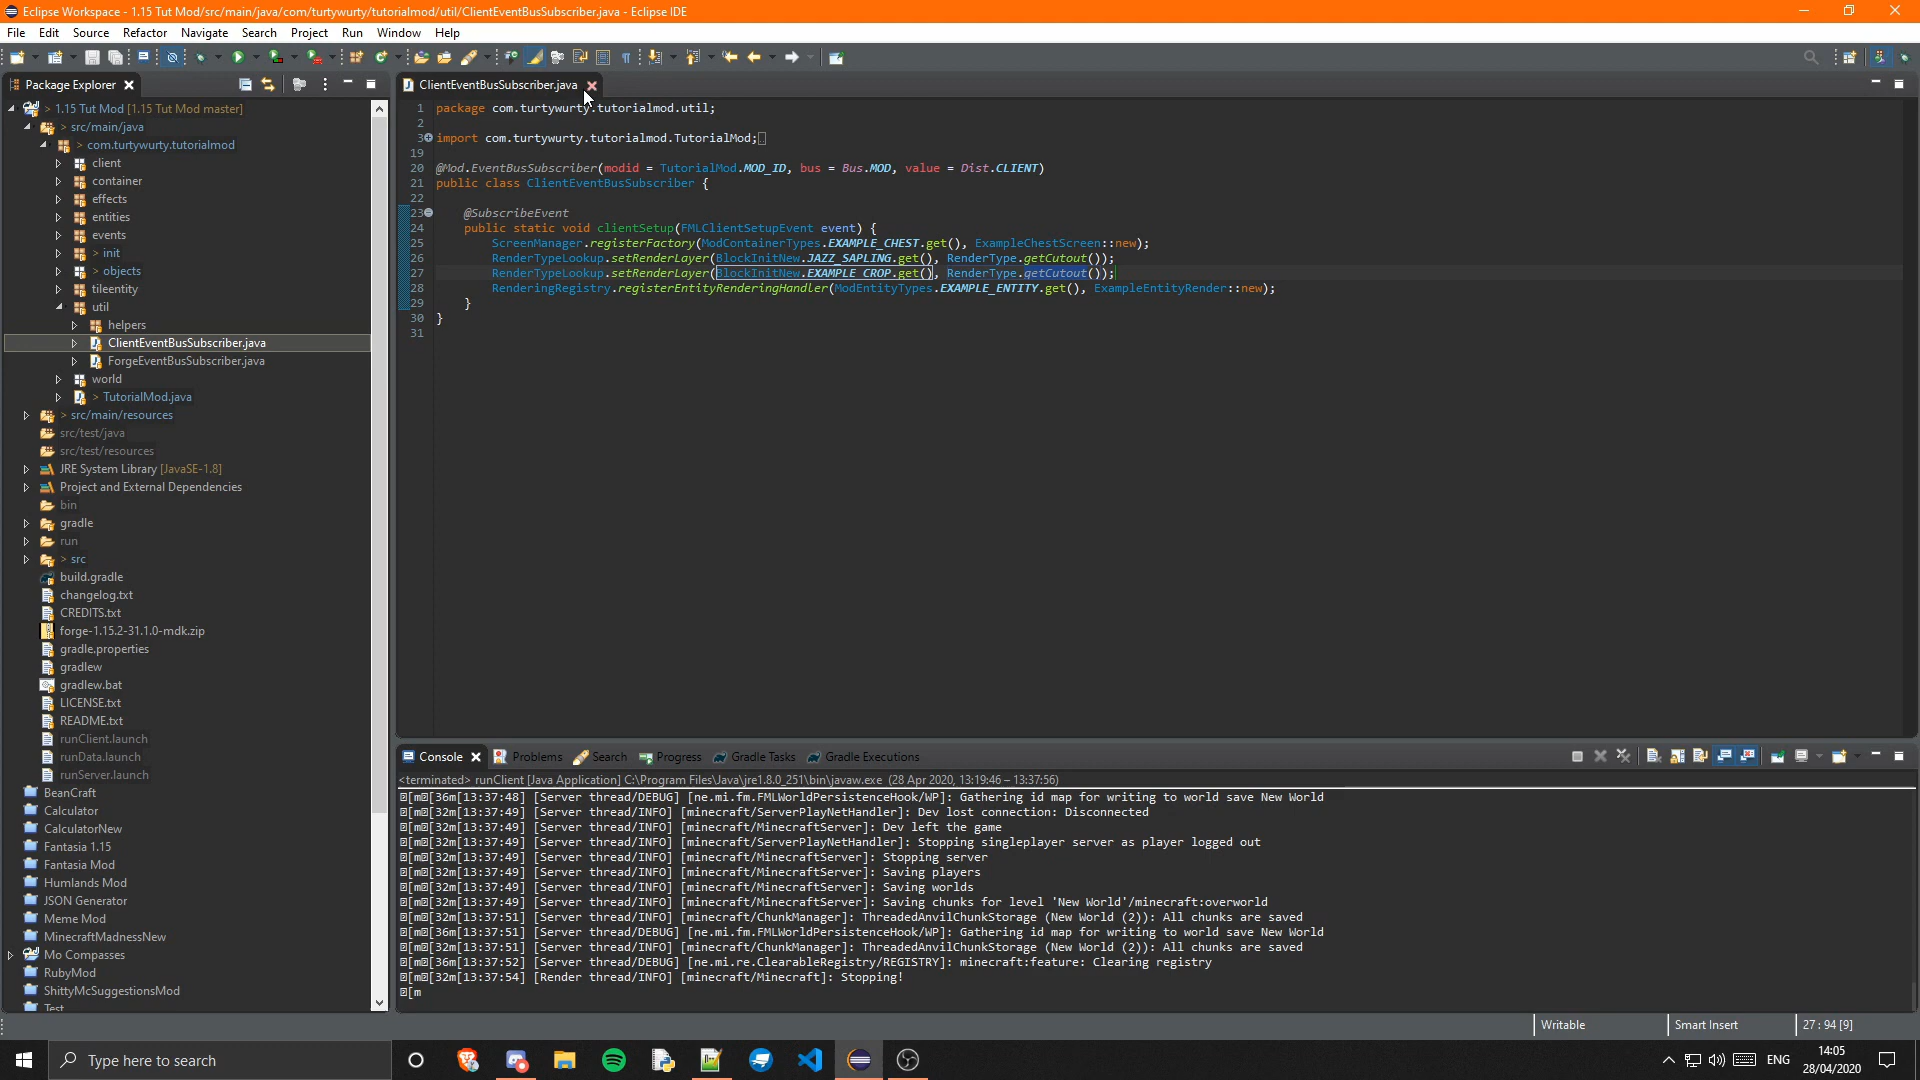 Eclipse Workspace - 1.15 Tut Mod/src/main/java/com/turtywurty/tutorialmod/util/ClientEventBusSubscriber.java - Eclipse IDE
File Edit Source Refactor Navigate Search Project Run Window Help
Package Explorer
> 1.15 Tut Mod [1.15 Tut Mod master]
> src/main/java
> com.turtywurty.tutorialmod
client
container
effects
entities
events
> init
> objects
tileentity
util
helpers
ClientEventBusSubscriber.java
ForgeEventBusSubscriber.java
world
> TutorialMod.java
> src/main/resources
src/test/java
src/test/resources
JRE System Library [JavaSE-1.8]
Project and External Dependencies
bin
gradle
run
> src
build.gradle
changelog.txt
CREDITS.txt
forge-1.15.2-31.1.0-mdk.zip
gradle.properties
gradlew
gradlew.bat
LICENSE.txt
README.txt
runClient.launch
runData.launch
runServer.launch
BeanCraft
Calculator
CalculatorNew
Fantasia 1.15
Fantasia Mod
Humlands Mod
JSON Generator
Meme Mod
MinecraftMadnessNew
Mo Compasses
RubyMod
ShittyMcSuggestionsMod
Test
ClientEventBusSubscriber.java
1 package com.turtywurty.tutorialmod.util;
2
3 import com.turtywurty.tutorialmod.TutorialMod;
19
20 @Mod.EventBusSubscriber(modid = TutorialMod.MOD_ID, bus = Bus.MOD, value = Dist.CLIENT)
21 public class ClientEventBusSubscriber {
22
23 @SubscribeEvent
24 public static void clientSetup(FMLClientSetupEvent event) {
25 ScreenManager.registerFactory(ModContainerTypes.EXAMPLE_CHEST.get(), ExampleChestScreen::new);
26 RenderTypeLookup.setRenderLayer(BlockInitNew.JAZZ_SAPLING.get(), RenderType.getCutout());
27 RenderTypeLookup.setRenderLayer(BlockInitNew.EXAMPLE_CROP.get(), RenderType.getCutout());
28 RenderingRegistry.registerEntityRenderingHandler(ModEntityTypes.EXAMPLE_ENTITY.get(), ExampleEntityRender::new);
29 }
30 }
31
Console Problems Search Progress Gradle Tasks Gradle Executions
<terminated> runClient [Java Application] C:\Program Files\Java\jre1.8.0_251\bin\javaw.exe (28 Apr 2020, 13:19:46 – 13:37:56)
[m[36m[13:37:48] [Server thread/DEBUG] [ne.mi.fm.FMLWorldPersistenceHook/WP]: Gathering id map for writing to world save New World
[m[32m[13:37:49] [Server thread/INFO] [minecraft/ServerPlayNetHandler]: Dev lost connection: Disconnected
[m[32m[13:37:49] [Server thread/INFO] [minecraft/MinecraftServer]: Dev left the game
[m[32m[13:37:49] [Server thread/INFO] [minecraft/ServerPlayNetHandler]: Stopping singleplayer server as player logged out
[m[32m[13:37:49] [Server thread/INFO] [minecraft/MinecraftServer]: Stopping server
[m[32m[13:37:49] [Server thread/INFO] [minecraft/MinecraftServer]: Saving players
[m[32m[13:37:49] [Server thread/INFO] [minecraft/MinecraftServer]: Saving worlds
[m[32m[13:37:49] [Server thread/INFO] [minecraft/MinecraftServer]: Saving chunks for level 'New World'/minecraft:overworld
[m[32m[13:37:51] [Server thread/INFO] [minecraft/ChunkManager]: ThreadedAnvilChunkStorage (New World (2)): All chunks are saved
[m[36m[13:37:51] [Server thread/DEBUG] [ne.mi.fm.FMLWorldPersistenceHook/WP]: Gathering id map for writing to world save New World
[m[32m[13:37:51] [Server thread/INFO] [minecraft/ChunkManager]: ThreadedAnvilChunkStorage (New World (2)): All chunks are saved
[m[36m[13:37:52] [Server thread/DEBUG] [ne.mi.re.ClearableRegistry/REGISTRY]: minecraft:feature: Clearing registry
[m[32m[13:37:54] [Render thread/INFO] [minecraft/Minecraft]: Stopping!
[m
Writable Smart Insert 27 : 94 [9]
Type here to search
ENG
14:05
28/04/2020